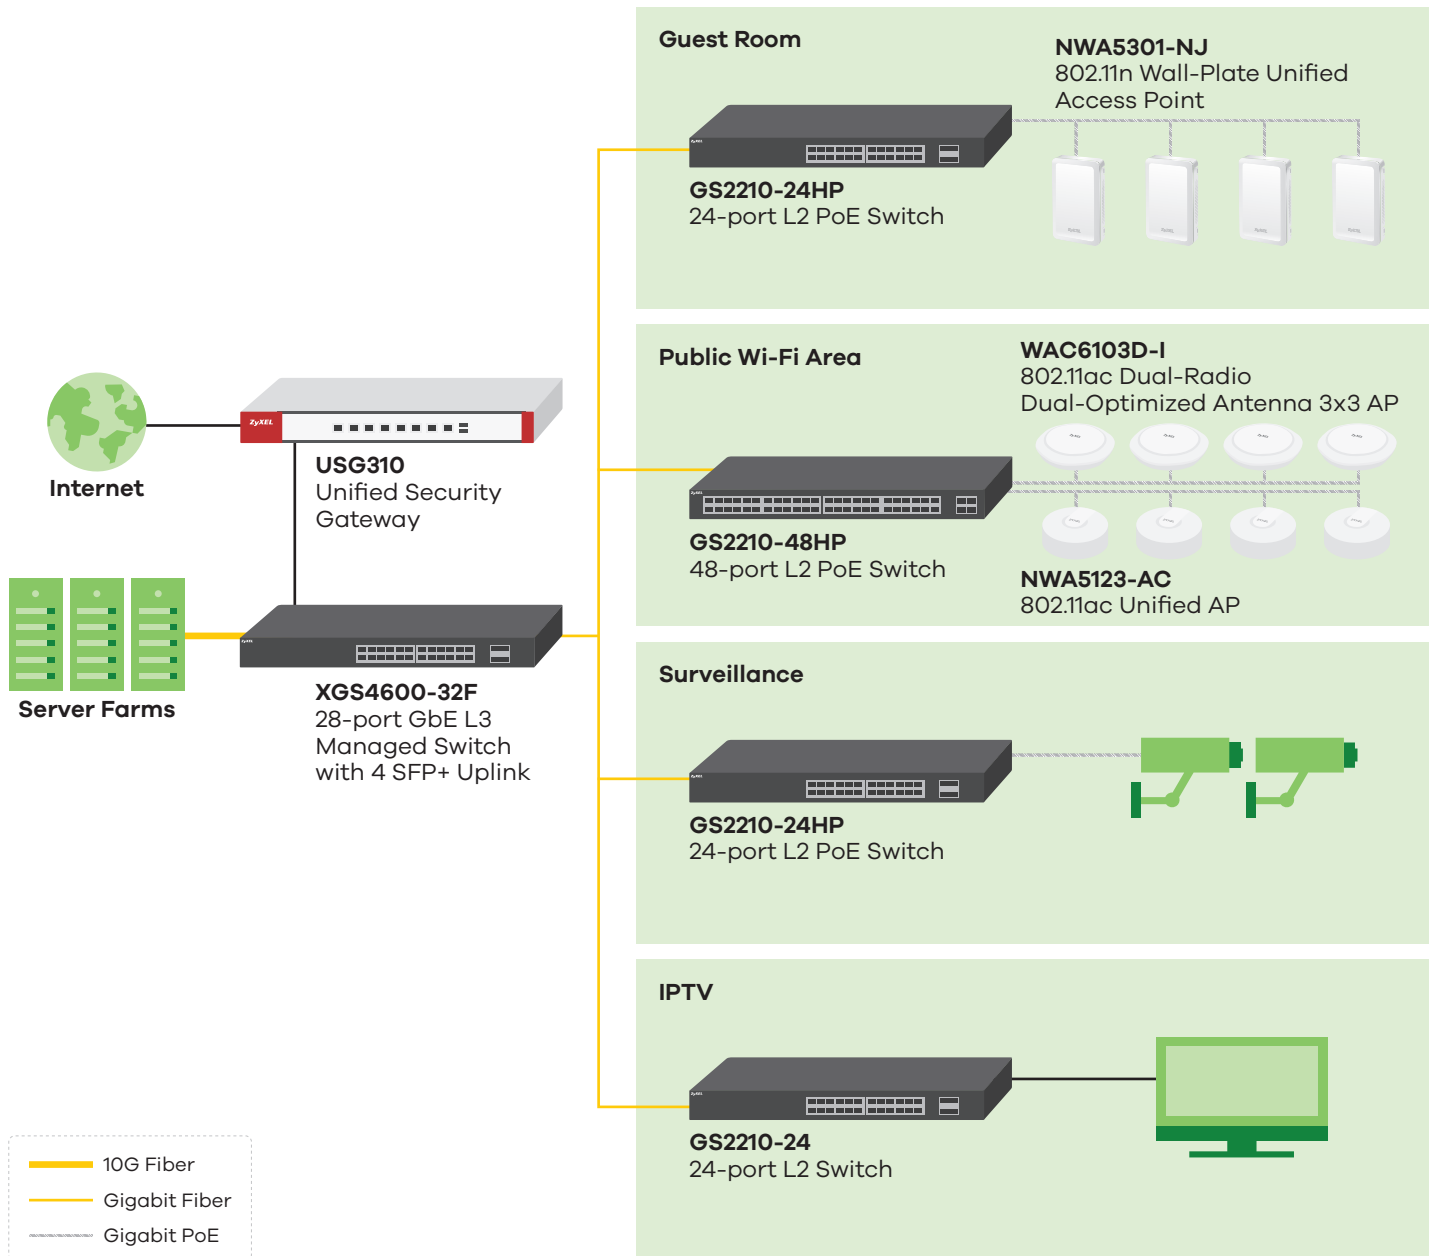 Guest Room
NWA5301-NJ
802.11n Wall-Plate Unified
Access Point
GS2210-24HP
24-port L2 PoE Switch
Public Wi-Fi Area
WAC6103D-I
802.11ac Dual-Radio
Dual-Optimized Antenna 3x3 AP
GS2210-48HP
48-port L2 PoE Switch
NWA5123-AC
802.11ac Unified AP
Internet
ZyXEL
USG310
Unified Security
Gateway
Server Farms
XGS4600-32F
28-port GbE L3
Managed Switch
with 4 SFP+ Uplink
Surveillance
GS2210-24HP
24-port L2 PoE Switch
IPTV
GS2210-24
24-port L2 Switch
10G Fiber
Gigabit Fiber
Gigabit PoE